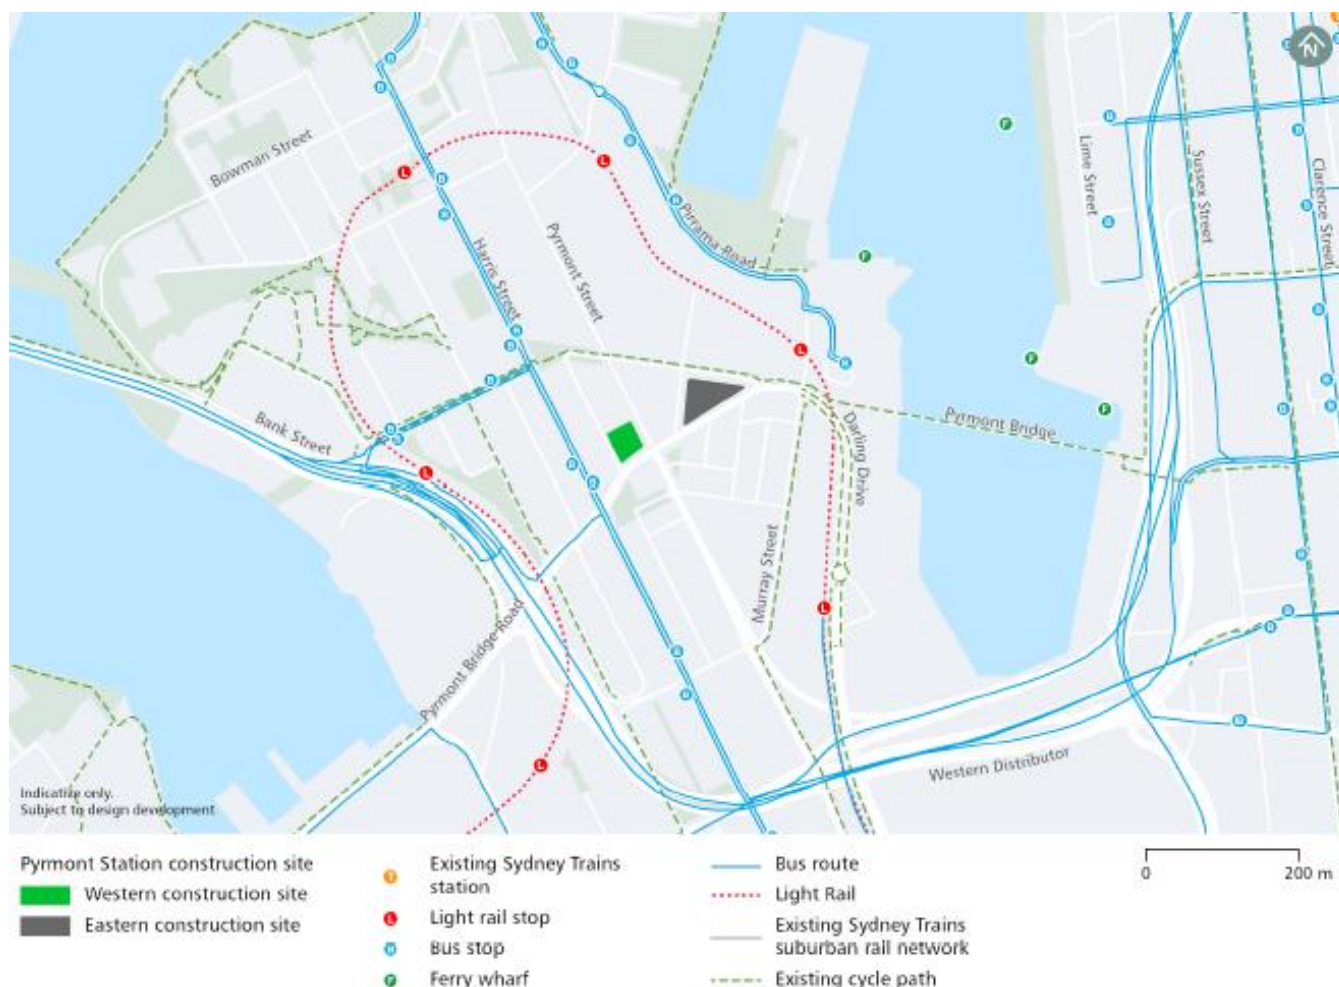 N
Bowman Street
Harris Street
Pyrmont Street
Pirrama Road
Lime Street
Sussex Street
Clarence Street
Bank Street
Pyrmont Bridge
Darling Drive
Murray Street
Pyrmont Bridge Road
Western Distributor
Indicative only.
Subject to design development
Pyrmont Station construction site
Western construction site
Eastern construction site
T Existing Sydney Trains
station
L Light rail stop
B Bus stop
F Ferry wharf
Bus route
Light Rail
Existing Sydney Trains
suburban rail network
Existing cycle path
0 200 m